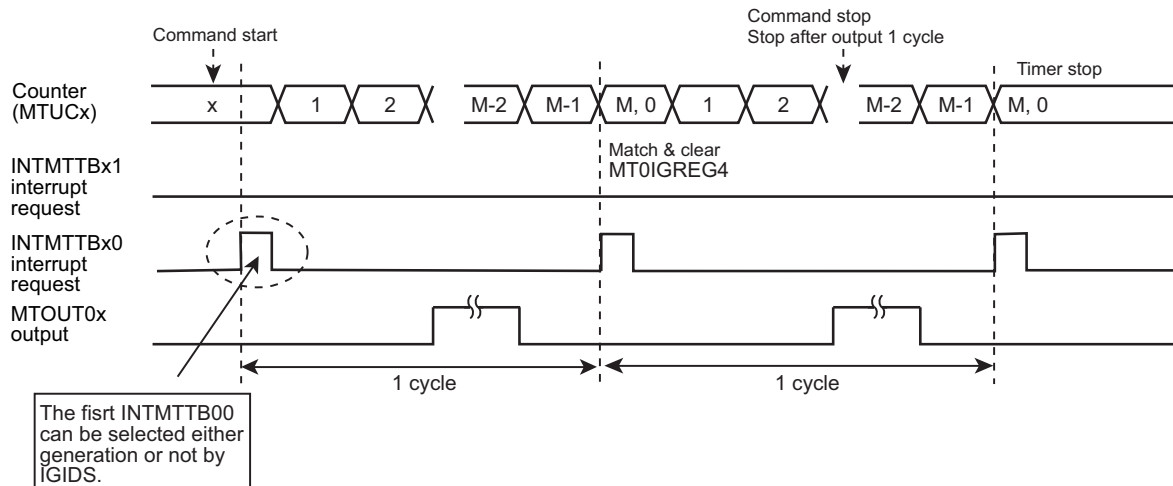 Command start
Command stop
Stop after output 1 cycle
Timer stop
Counter
(MTUCx)
x 1 2 M-2 M-1 M, 0 1 2 M-2 M-1 M, 0
Match & clear
MT0IGREG4
INTMTTBx1
interrupt
request
INTMTTBx0
interrupt
request
MTOUT0x
output
1 cycle 1 cycle
The fisrt INTMTTB00
can be selected either
generation or not by
IGIDS.